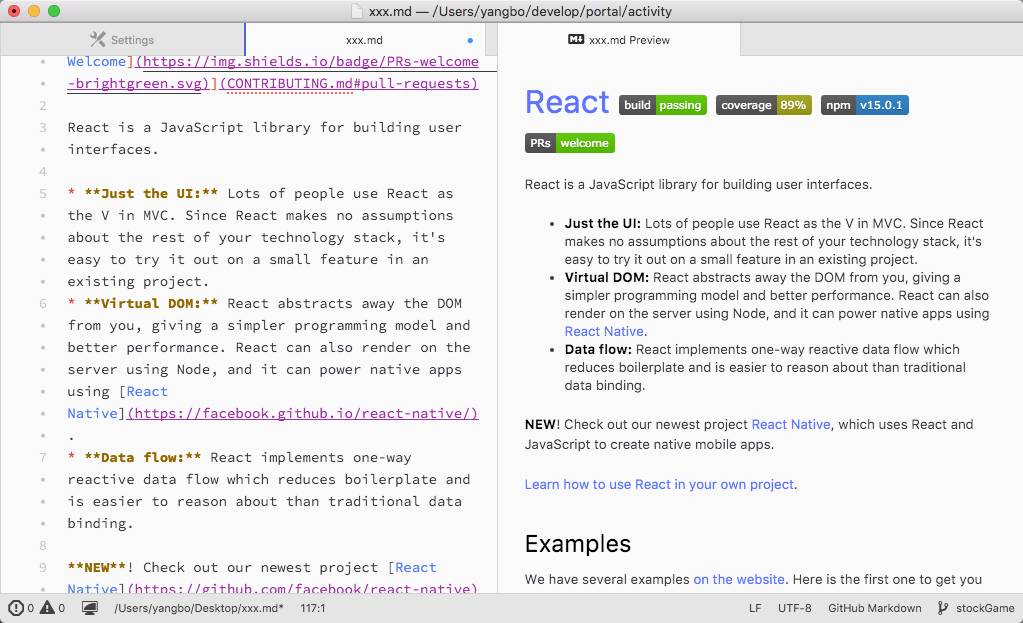 xxx.md — /Users/yangbo/develop/portal/activity
Settings
xxx.md
xxx.md Preview
Welcome](https://img.shields.io/badge/PRs-welcome
-brightgreen.svg)](CONTRIBUTING.md#pull-requests)
2
3 React is a JavaScript library for building user
interfaces.
4
5 * **Just the UI:** Lots of people use React as
the V in MVC. Since React makes no assumptions
about the rest of your technology stack, it's
easy to try it out on a small feature in an
existing project.
6 * **Virtual DOM:** React abstracts away the DOM
from you, giving a simpler programming model and
better performance. React can also render on the
server using Node, and it can power native apps
using [React
Native](https://facebook.github.io/react-native/)
.
7 * **Data flow:** React implements one-way
reactive data flow which reduces boilerplate and
is easier to reason about than traditional data
binding.
8
9 **NEW**! Check out our newest project [React
Native](https://github.com/facebook/react-native)
React build passing coverage 89% npm v15.0.1
PRs welcome
React is a JavaScript library for building user interfaces.
• Just the UI: Lots of people use React as the V in MVC. Since React
makes no assumptions about the rest of your technology stack, it's
easy to try it out on a small feature in an existing project.
• Virtual DOM: React abstracts away the DOM from you, giving a
simpler programming model and better performance. React can also
render on the server using Node, and it can power native apps using
React Native.
• Data flow: React implements one-way reactive data flow which
reduces boilerplate and is easier to reason about than traditional
data binding.
NEW! Check out our newest project React Native, which uses React and
JavaScript to create native mobile apps.
Learn how to use React in your own project.
Examples
We have several examples on the website. Here is the first one to get you
0 0 /Users/yangbo/Desktop/xxx.md* 117:1
LF UTF-8 GitHub Markdown stockGame